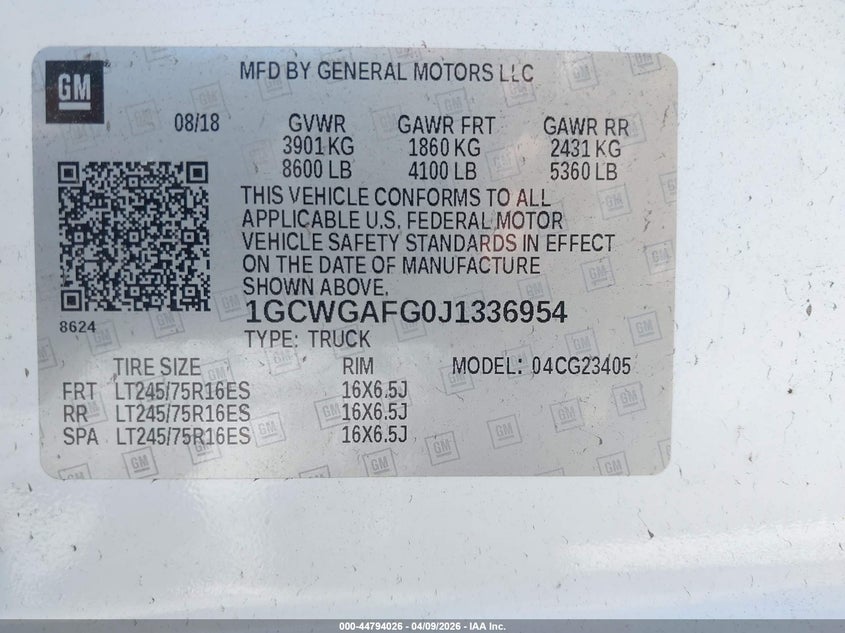 GM
MFD BY GENERAL MOTORS LLC
08/18 GVWR GAWR FRT GAWR RR
3901 KG 1860 KG 2431 KG
8600 LB 4100 LB 5360 LB
THIS VEHICLE CONFORMS TO ALL
APPLICABLE U.S. FEDERAL MOTOR
VEHICLE SAFETY STANDARDS IN EFFECT
ON THE DATE OF MANUFACTURE
SHOWN ABOVE.
1GCWGAFG0J1336954
8624
TYPE: TRUCK
TIRE SIZE RIM MODEL: 04CG23405
FRT LT245/75R16ES 16X6.5J
RR LT245/75R16ES 16X6.5J
SPA LT245/75R16ES 16X6.5J
000-44794026 - 04/09/2026 - IAA Inc.